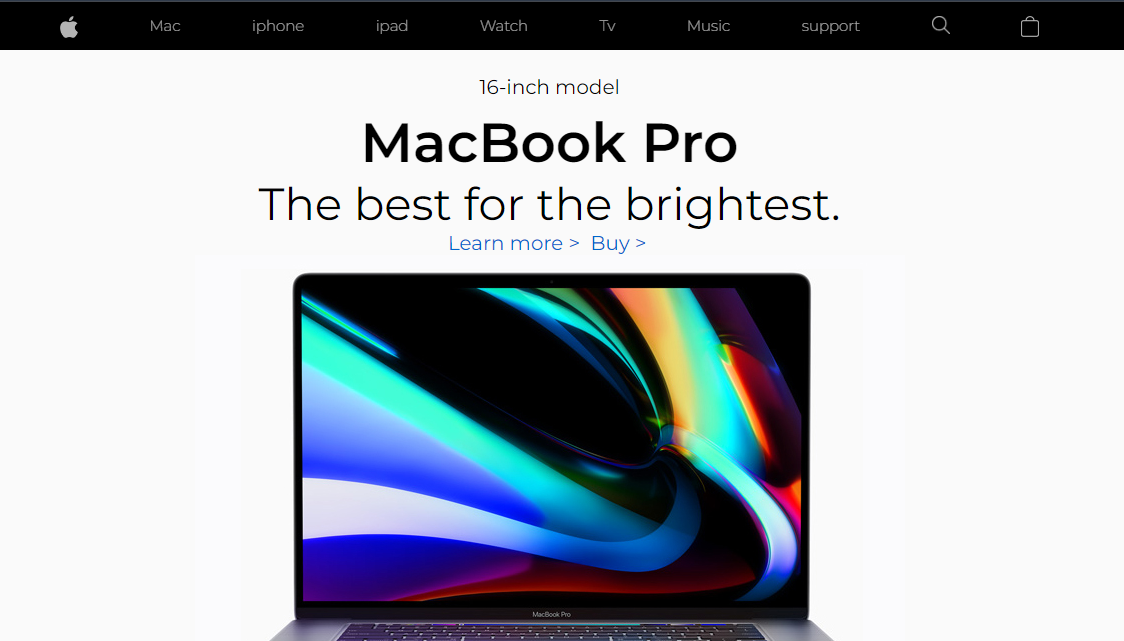 Mac iphone ipad Watch Tv Music support
16-inch model
MacBook Pro
The best for the brightest.
Learn more > Buy >
MacBook Pro